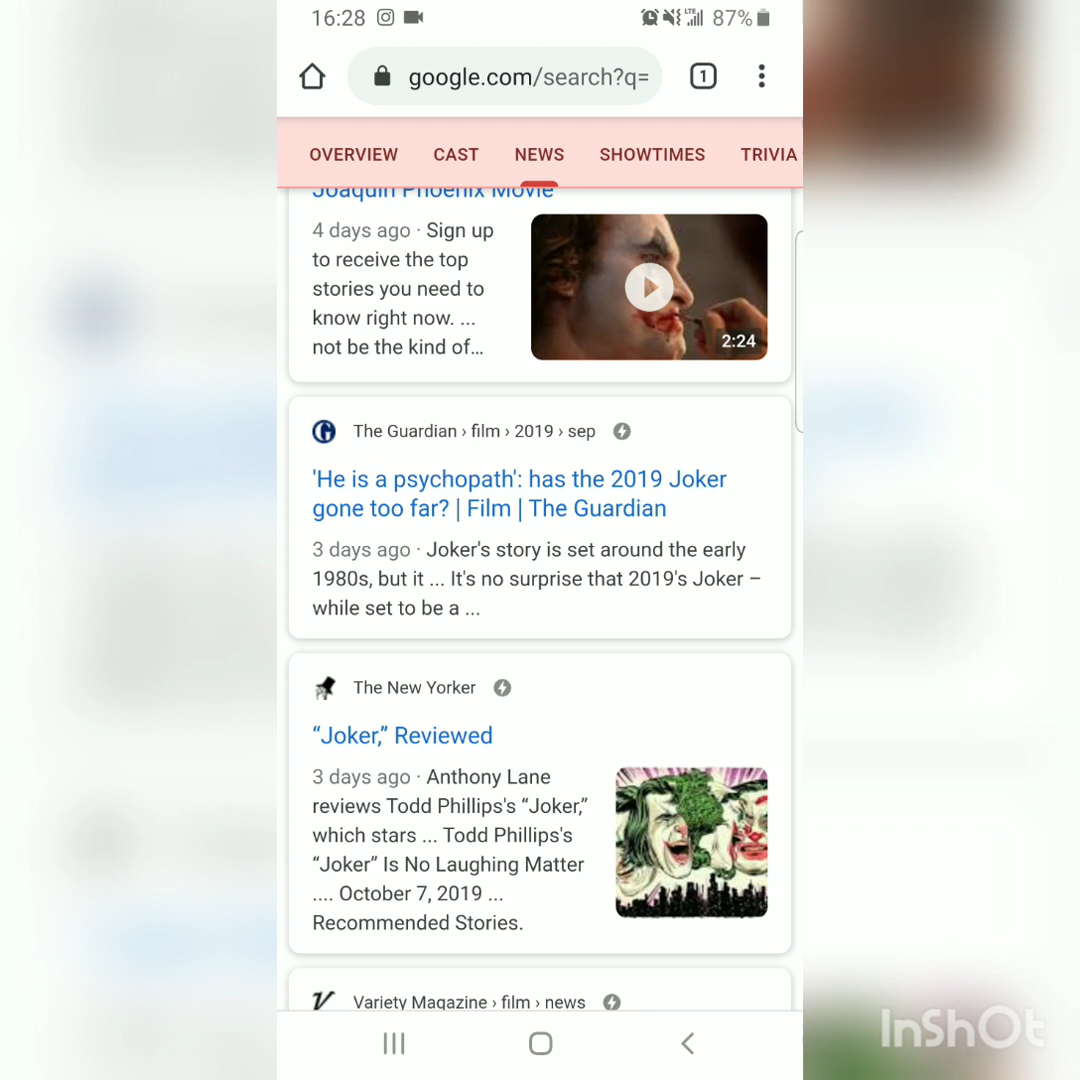 16:28 LTE 87%
google.com/search?q=
1
OVERVIEW CAST NEWS SHOWTIMES TRIVIA
Joaquin Phoenix Movie
4 days ago · Sign up
to receive the top
stories you need to
know right now. ...
not be the kind of...
2:24
The Guardian › film › 2019 › sep
'He is a psychopath': has the 2019 Joker
gone too far? | Film | The Guardian
3 days ago · Joker's story is set around the early
1980s, but it ... It's no surprise that 2019's Joker –
while set to be a ...
The New Yorker
“Joker,” Reviewed
3 days ago · Anthony Lane
reviews Todd Phillips's “Joker,”
which stars ... Todd Phillips's
“Joker” Is No Laughing Matter
.... October 7, 2019 ...
Recommended Stories.
Variety Magazine › film › news
InShOt